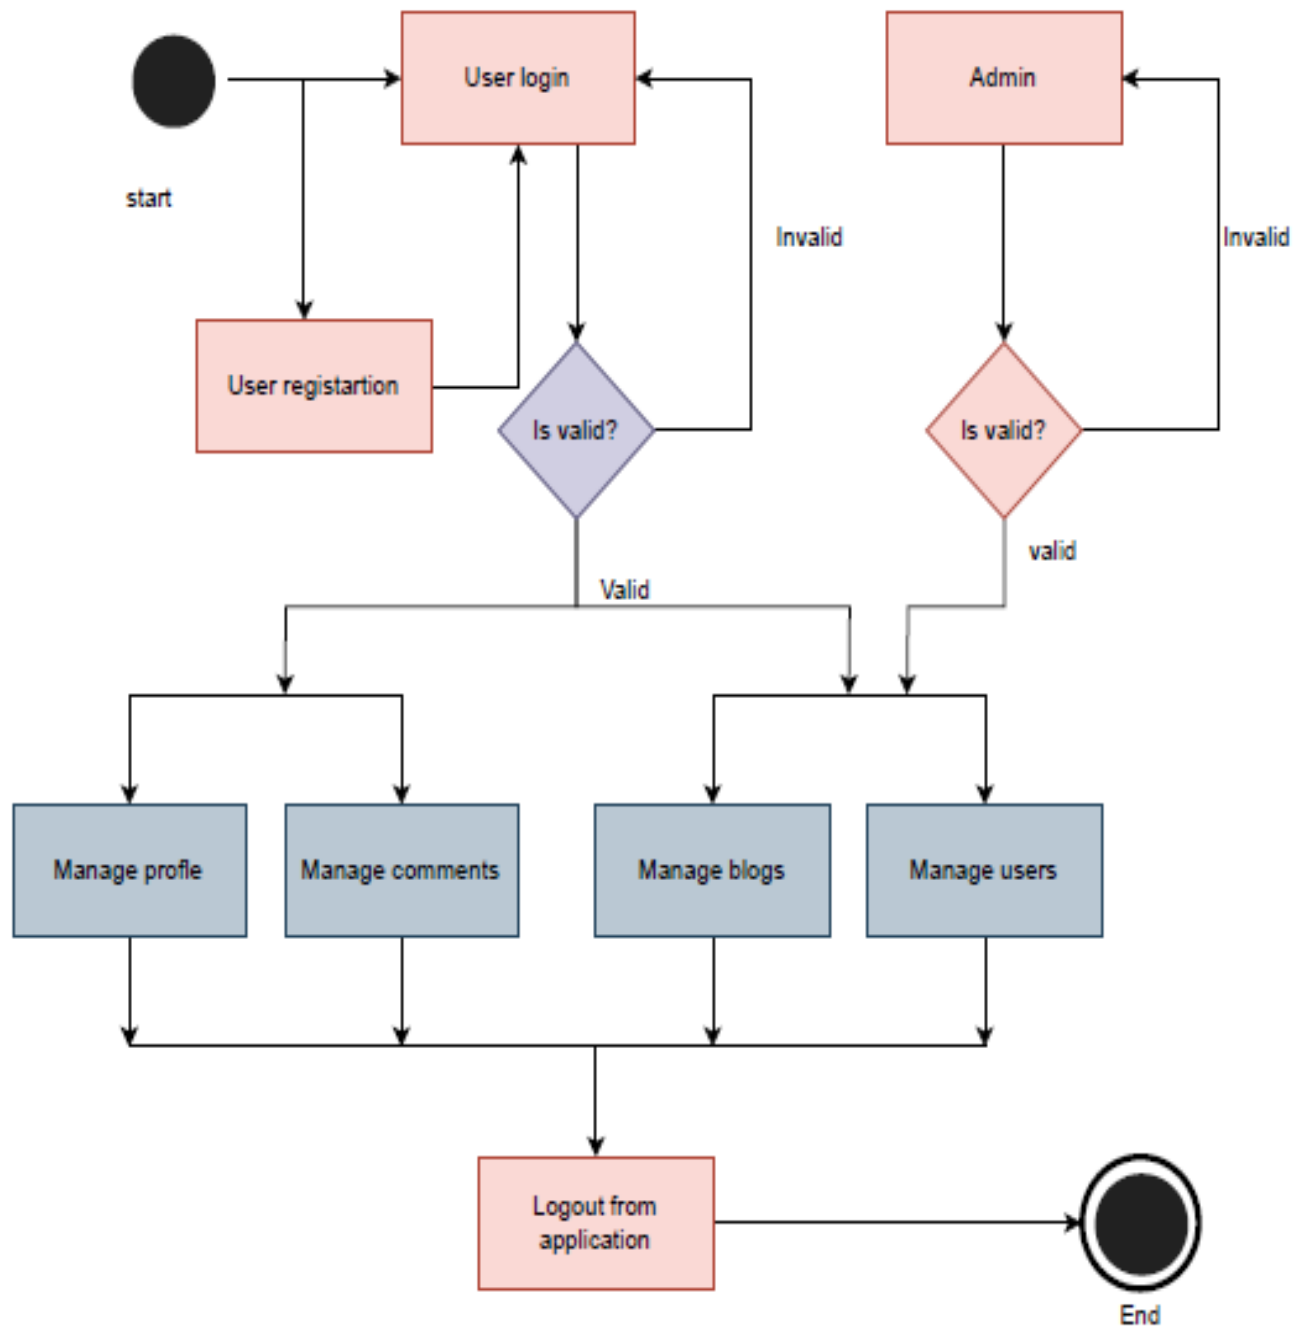 User login
Admin
start
Invalid
Invalid
User registartion
Is valid?
Is valid?
valid
Valid
Manage profle
Manage comments
Manage blogs
Manage users
Logout from
application
End